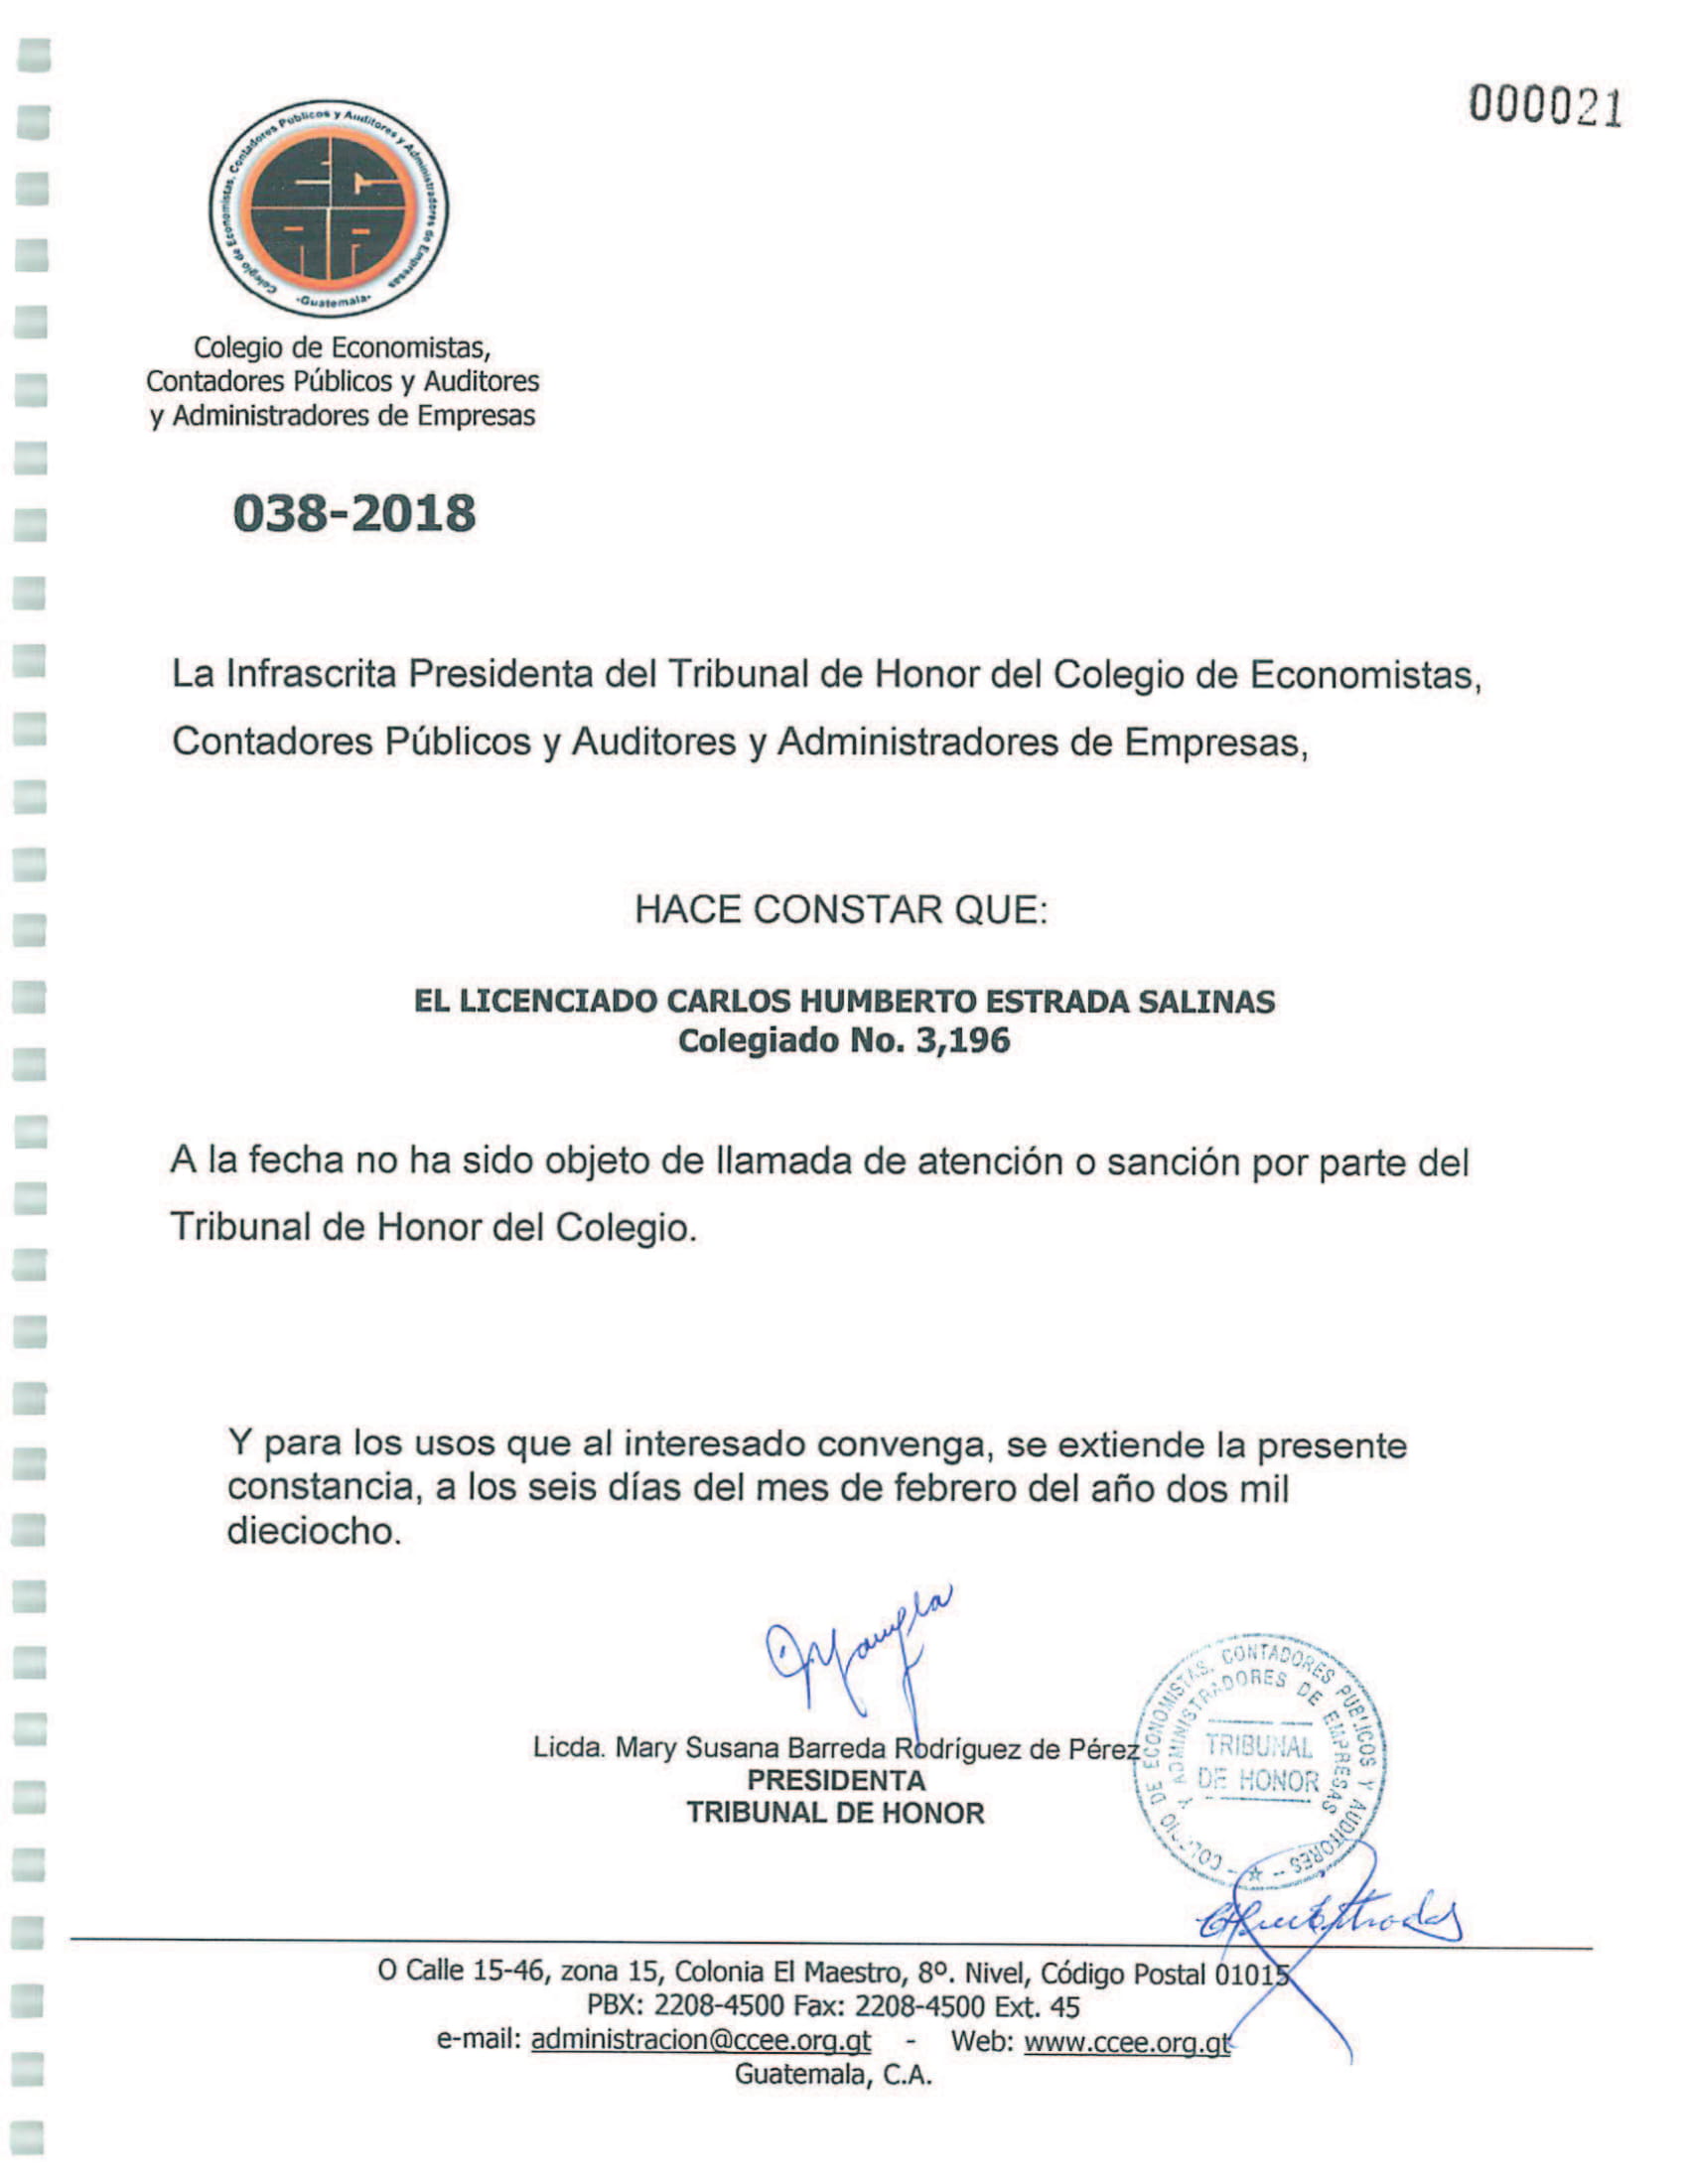 000021
Colegio de Economistas, Contadores Públicos y Auditores y Administradores de Empresas
-Guatemala-
Colegio de Economistas,
Contadores Públicos y Auditores
y Administradores de Empresas
038-2018
La Infrascrita Presidenta del Tribunal de Honor del Colegio de Economistas,
Contadores Públicos y Auditores y Administradores de Empresas,
HACE CONSTAR QUE:
EL LICENCIADO CARLOS HUMBERTO ESTRADA SALINAS
Colegiado No. 3,196
A la fecha no ha sido objeto de llamada de atención o sanción por parte del
Tribunal de Honor del Colegio.
Y para los usos que al interesado convenga, se extiende la presente
constancia, a los seis días del mes de febrero del año dos mil
dieciocho.
Licda. Mary Susana Barreda Rodríguez de Pérez
PRESIDENTA
TRIBUNAL DE HONOR
COLEGIO DE ECONOMISTAS, CONTADORES PUBLICOS Y AUDITORES
Y ADMINISTRADORES DE EMPRESAS
TRIBUNAL
DE HONOR
O Calle 15-46, zona 15, Colonia El Maestro, 8º. Nivel, Código Postal 01015
PBX: 2208-4500 Fax: 2208-4500 Ext. 45
e-mail: administracion@ccee.org.gt - Web: www.ccee.org.gt
Guatemala, C.A.